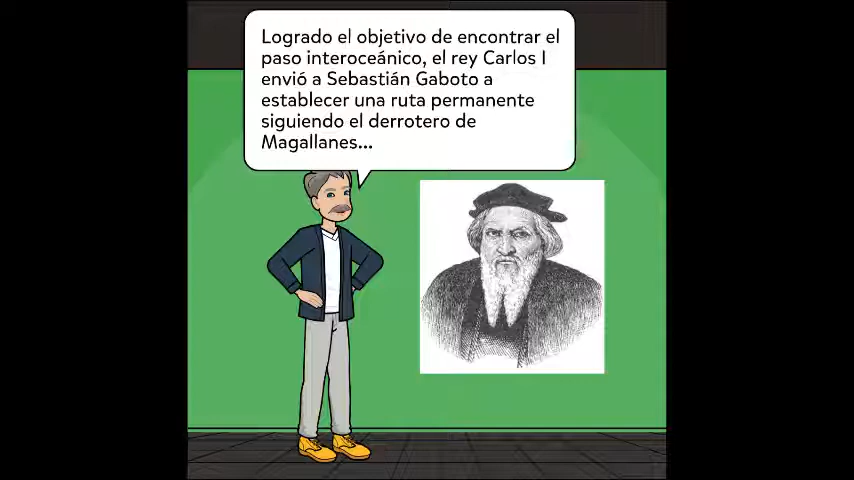 Logrado el objetivo de encontrar el
paso interoceánico, el rey Carlos I
envió a Sebastián Gaboto a
establecer una ruta permanente
siguiendo el derrotero de
Magallanes...